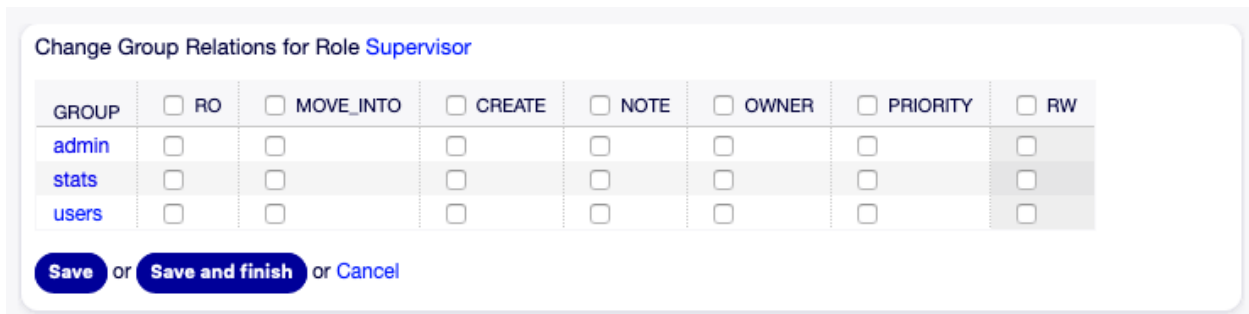 Change Group Relations for Role Supervisor
GROUP RO MOVE_INTO CREATE NOTE OWNER PRIORITY RW
admin
stats
users
Save or Save and finish or Cancel